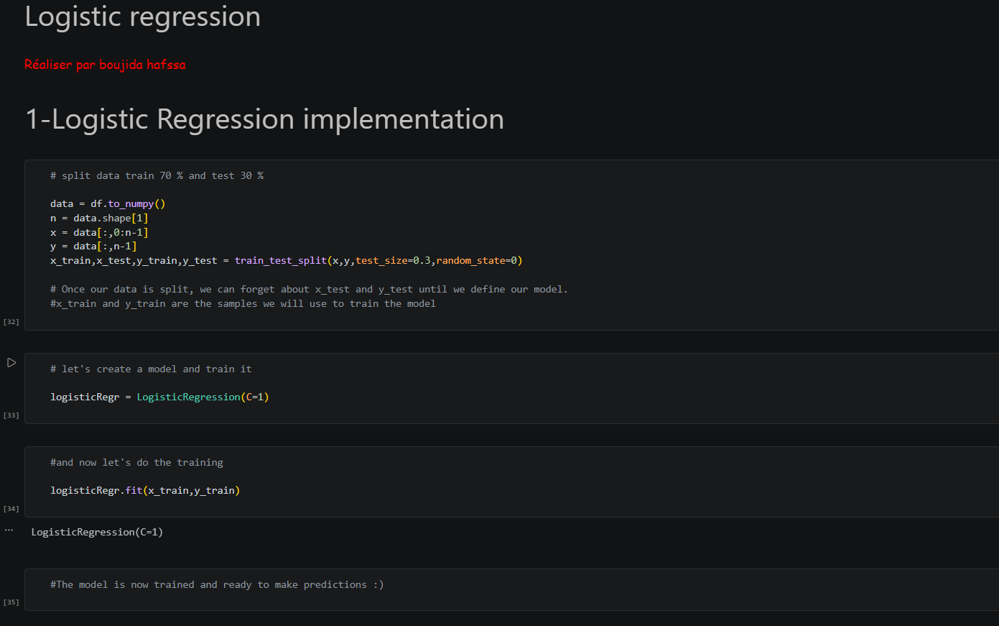 Logistic regression
Réaliser par boujida hafssa
1-Logistic Regression implementation
# split data train 70 % and test 30 %
data = df.to_numpy()
n = data.shape[1]
x = data[:,0:n-1]
y = data[:,n-1]
x_train,x_test,y_train,y_test = train_test_split(x,y,test_size=0.3,random_state=0)
# Once our data is split, we can forget about x_test and y_test until we define our model.
#x_train and y_train are the samples we will use to train the model
[32]
# let's create a model and train it
logisticRegr = LogisticRegression(C=1)
[33]
#and now let's do the training
logisticRegr.fit(x_train,y_train)
[34]
... LogisticRegression(C=1)
#The model is now trained and ready to make predictions :)
[35]